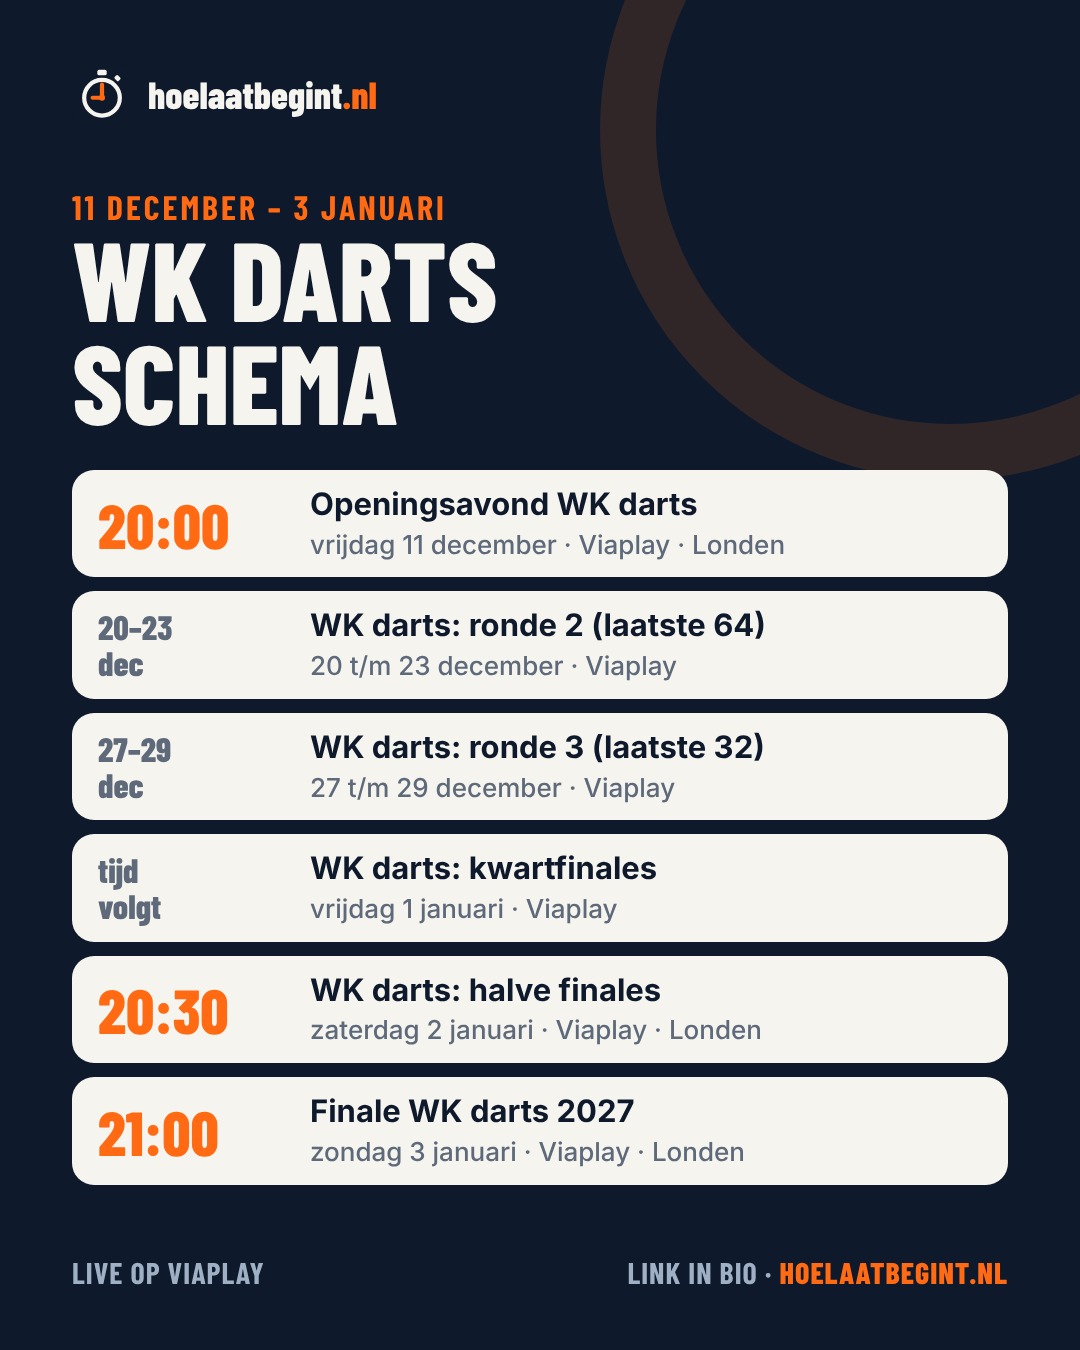 hoelaatbegint.nl
11 DECEMBER – 3 JANUARI
WK DARTS
SCHEMA
20:00
Openingsavond WK darts
vrijdag 11 december · Viaplay · Londen
20–23
dec
WK darts: ronde 2 (laatste 64)
20 t/m 23 december · Viaplay
27–29
dec
WK darts: ronde 3 (laatste 32)
27 t/m 29 december · Viaplay
tijd
volgt
WK darts: kwartfinales
vrijdag 1 januari · Viaplay
20:30
WK darts: halve finales
zaterdag 2 januari · Viaplay · Londen
21:00
Finale WK darts 2027
zondag 3 januari · Viaplay · Londen
LIVE OP VIAPLAY
LINK IN BIO · HOELAATBEGINT.NL